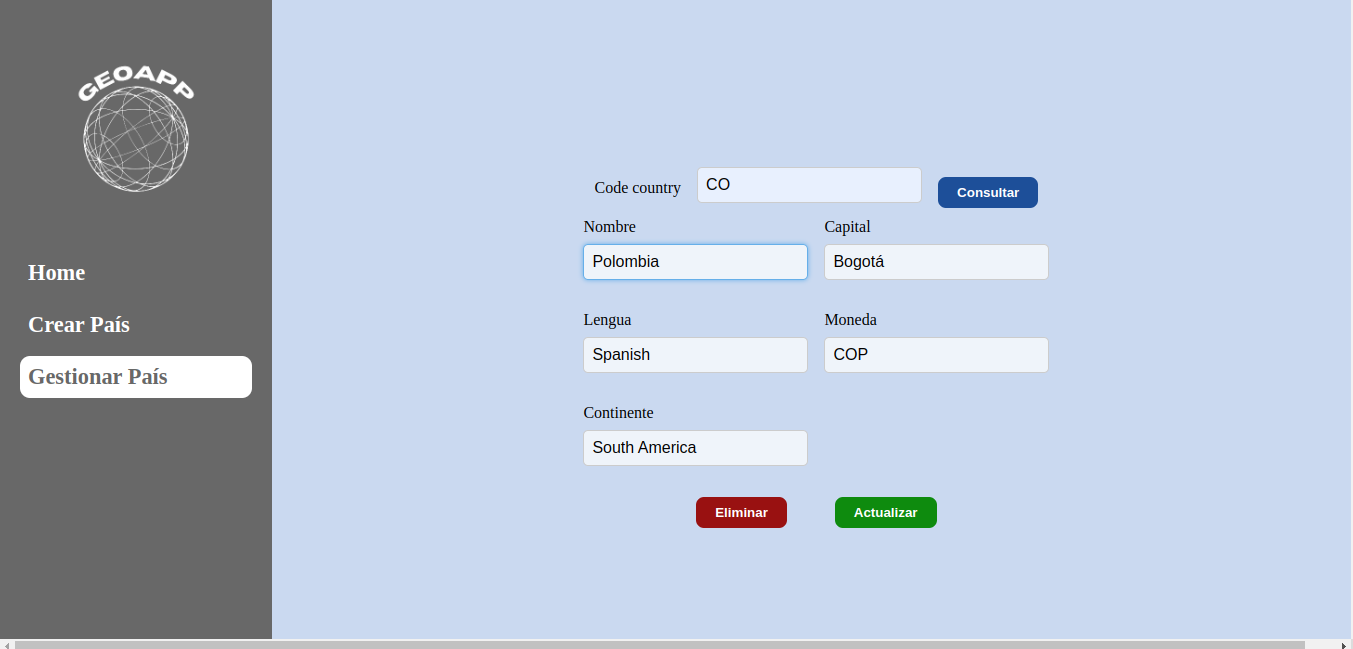 GEOAPP
Home
Crear País
Gestionar País
Code country CO Consultar
Nombre Capital
Polombia Bogotá
Lengua Moneda
Spanish COP
Continente
South America
Eliminar Actualizar